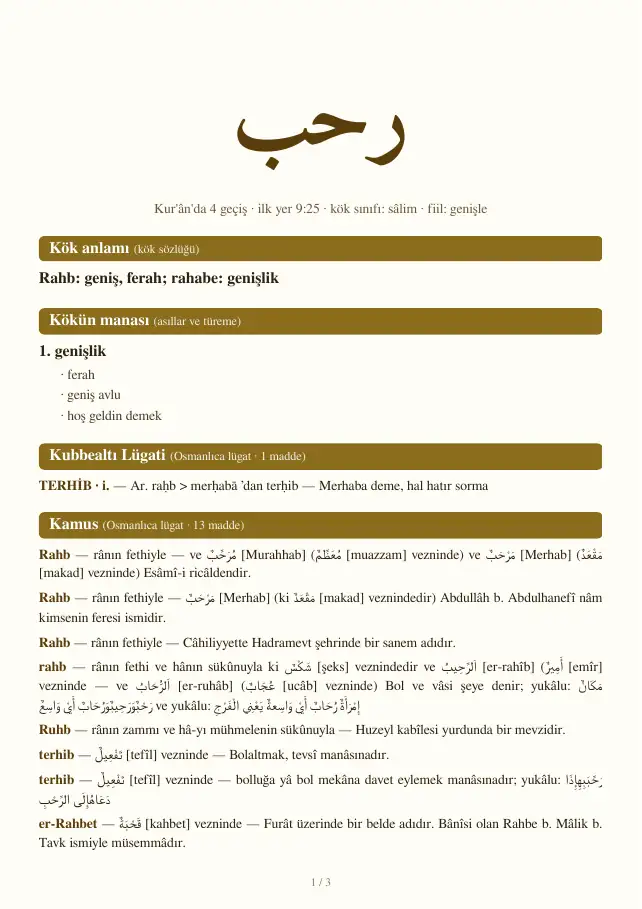 رحب
Kur'ân'da 4 geçiş · ilk yer 9:25 · kök sınıfı: sâlim · fiil: genişle
Kök anlamı (kök sözlüğü)
Rahb: geniş, ferah; rahabe: genişlik
Kökün manası (asıllar ve türeme)
1. genişlik
· ferah
· geniş avlu
· hoş geldin demek
Kubbealtı Lügati (Osmanlıca lügat · 1 madde)
TERHİB · i. — Ar. raḥb > merḥabā 'dan terḥіb — Merhaba deme, hal hatır sorma
Kamus (Osmanlıca lügat · 13 madde)
Rahb — rânın fethiyle — ve مُرَحَّبٌ [Murahhab] (مُعَظَّمٌ [muazzam] vezninde) ve مَرْحَبٌ [Merhab] (مَقْعَدٌ
[makad] vezninde) Esâmî-i ricâldendir.
Rahb — rânın fethiyle — مَرْحَبٌ [Merhab] (ki مَقْعَدٌ [makad] veznindedir) Abdullâh b. Abdulhanefî nâm
kimsenin feresi ismidir.
Rahb — rânın fethiyle — Câhiliyyette Hadramevt şehrinde bir sanem adıdır.
rahb — rânın fethi ve hânın sükûnuyla ki شَكْسٌ [şeks] veznindedir ve اَلرَّحِيبُ [er-rahîb] (أَمِيرٌ [emîr]
vezninde — ve اَلرُّحَابُ [er-ruhâb] (عُجَابٌ [ucâb] vezninde) Bol ve vâsi şeye denir; yukâlu: مَكَانٌ
رَحْبٌوَرَحِيبٌوَرُحَابٌ أَيْ وَاسِعٌ ve yukâlu: إِمْرَأَةٌ رُحَابٌ أَيْ وَاسِعةٌ يَعْنِي الْفَرْجِ
Ruhb — rânın zammı ve hâ-yı mühmelenin sükûnuyla — Huzeyl kabîlesi yurdunda bir mevzidir.
terhib — تَفْعِيلٌ [tefîl] vezninde — Bolaltmak, tevsî manâsınadır.
terhib — تَفْعِيلٌ [tefîl] vezninde — bolluğa yâ bol mekâna davet eylemek manâsınadır; yukâlu: رَحَّبَبِهِإِذَا
دَعَاهُإِلَى الرَّحْبِ
er-Rahbet — قَحْبَةٌ [kahbet] vezninde — Furât üzerinde bir belde adıdır. Bânîsi olan Rahbe b. Mâlik b.
Tavk ismiyle müsemmâdır.
1 / 3